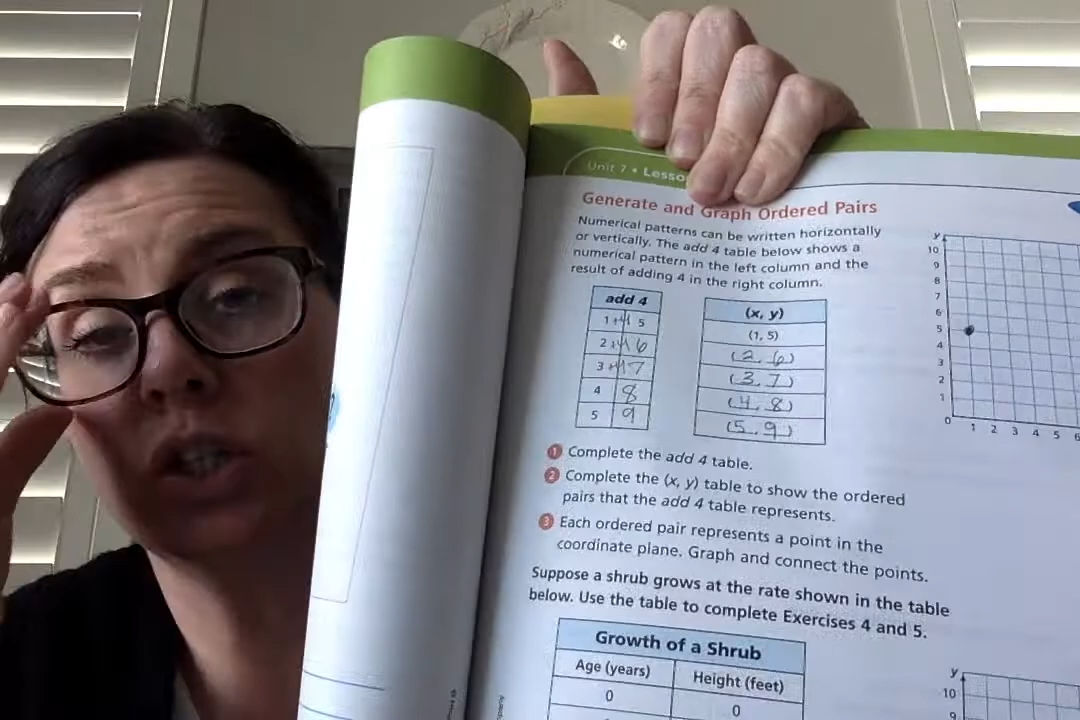 Unit 7 • Lesso
Generate and Graph Ordered Pairs
Numerical patterns can be written horizontally
or vertically. The add 4 table below shows a
numerical pattern in the left column and the
result of adding 4 in the right column.
add 4
1+4 5
2+4 6
3+4 7
4 8
5 9
(x, y)
(1, 5)
(2, 6)
(3, 7)
(4, 8)
(5, 9)
y
10
9
8
7
6
5
4
3
2
1
0 1 2 3 4 5 6
1 Complete the add 4 table.
2 Complete the (x, y) table to show the ordered
pairs that the add 4 table represents.
3 Each ordered pair represents a point in the
coordinate plane. Graph and connect the points.
Suppose a shrub grows at the rate shown in the table
below. Use the table to complete Exercises 4 and 5.
Growth of a Shrub
Age (years) Height (feet)
0 0
y
10
9